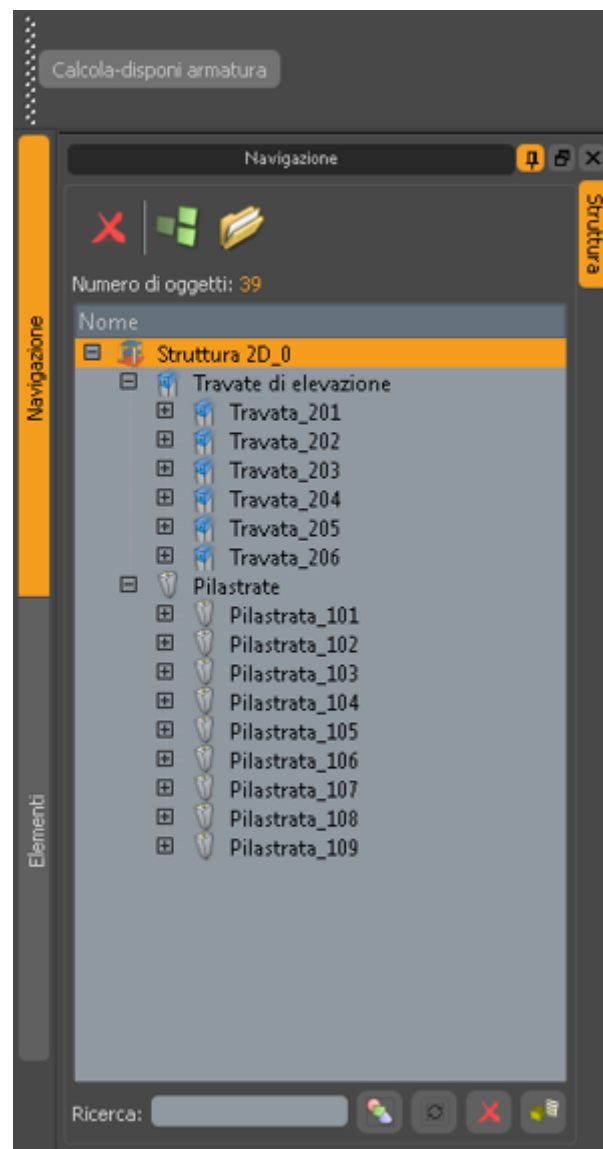 Calcola-disponi armatura
Navigazione
Struttura
Numero di oggetti: 39
Nome
Navigazione
Struttura 2D_0
Travate di elevazione
Travata_201
Travata_202
Travata_203
Travata_204
Travata_205
Travata_206
Pilastrate
Pilastrata_101
Pilastrata_102
Pilastrata_103
Pilastrata_104
Pilastrata_105
Pilastrata_106
Pilastrata_107
Pilastrata_108
Pilastrata_109
Elementi
Ricerca: